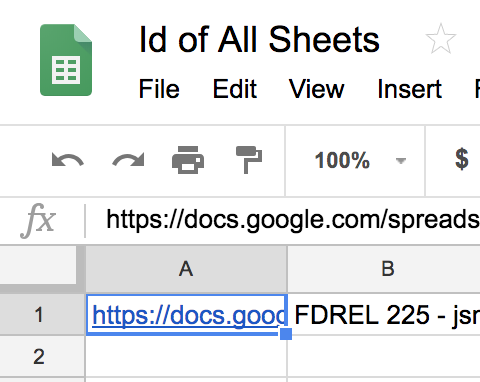 Id of All Sheets
File Edit View Insert
100% $
fx https://docs.google.com/spreads
A B
1 https://docs.gooc FDREL 225 - jsr
2